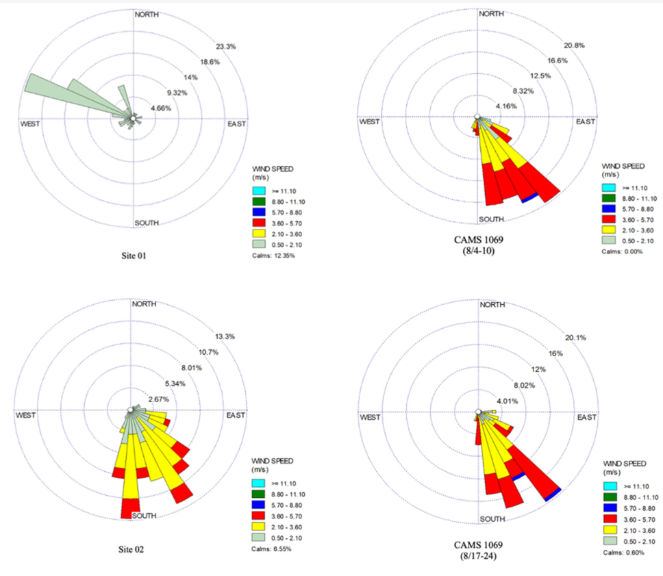 NORTH
23.3%
18.6%
14%
9.32%
4.66%
WEST
EAST
SOUTH
WIND SPEED
(m/s)
>= 11.10
8.80 - 11.10
5.70 - 8.80
3.60 - 5.70
2.10 - 3.60
0.50 - 2.10
Calms: 12.35%
Site 01
NORTH
20.8%
16.6%
12.5%
8.32%
4.16%
WEST
EAST
SOUTH
WIND SPEED
(m/s)
>= 11.10
8.80 - 11.10
5.70 - 8.80
3.60 - 5.70
2.10 - 3.60
0.50 - 2.10
Calms: 0.00%
CAMS 1069
(8/4-10)
NORTH
13.3%
10.7%
8.01%
5.34%
2.67%
WEST
EAST
SOUTH
WIND SPEED
(m/s)
>= 11.10
8.80 - 11.10
5.70 - 8.80
3.60 - 5.70
2.10 - 3.60
0.50 - 2.10
Calms: 6.55%
Site 02
NORTH
20.1%
16%
12%
8.02%
4.01%
WEST
EAST
SOUTH
WIND SPEED
(m/s)
>= 11.10
8.80 - 11.10
5.70 - 8.80
3.60 - 5.70
2.10 - 3.60
0.50 - 2.10
Calms: 0.60%
CAMS 1069
(8/17-24)